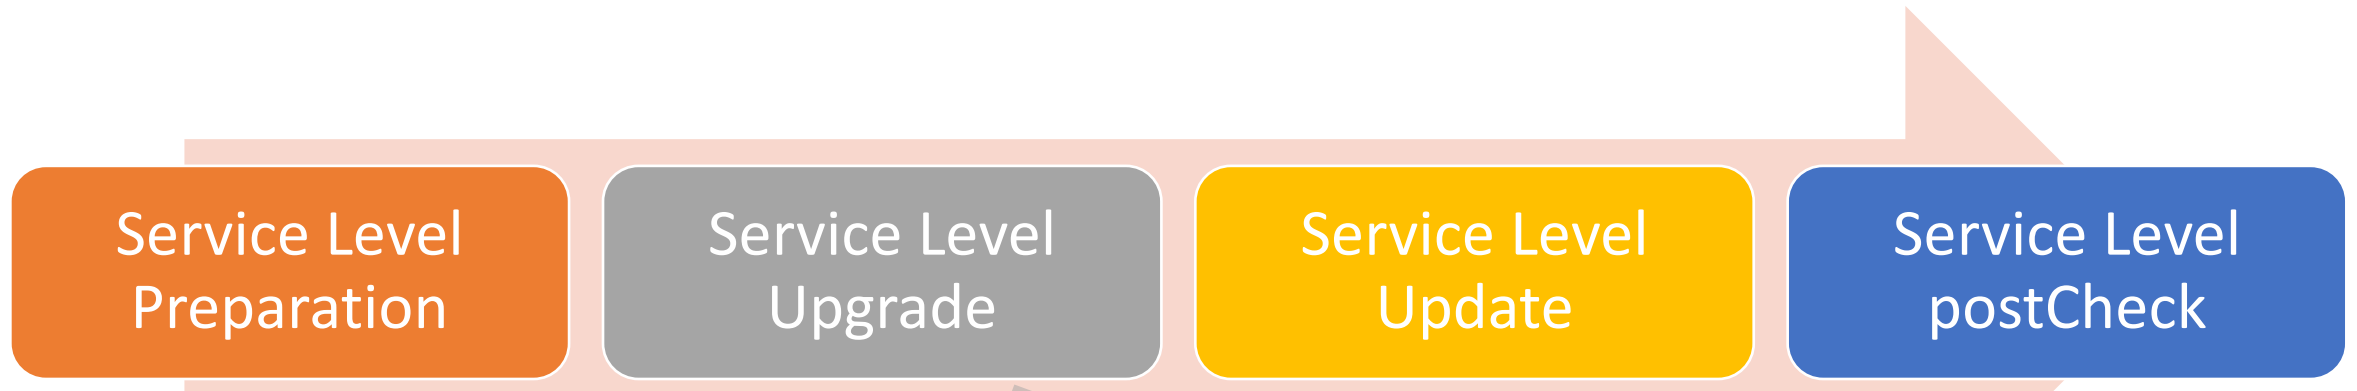 Service Level
Preparation
Service Level
Upgrade
Service Level
Update
Service Level
postCheck